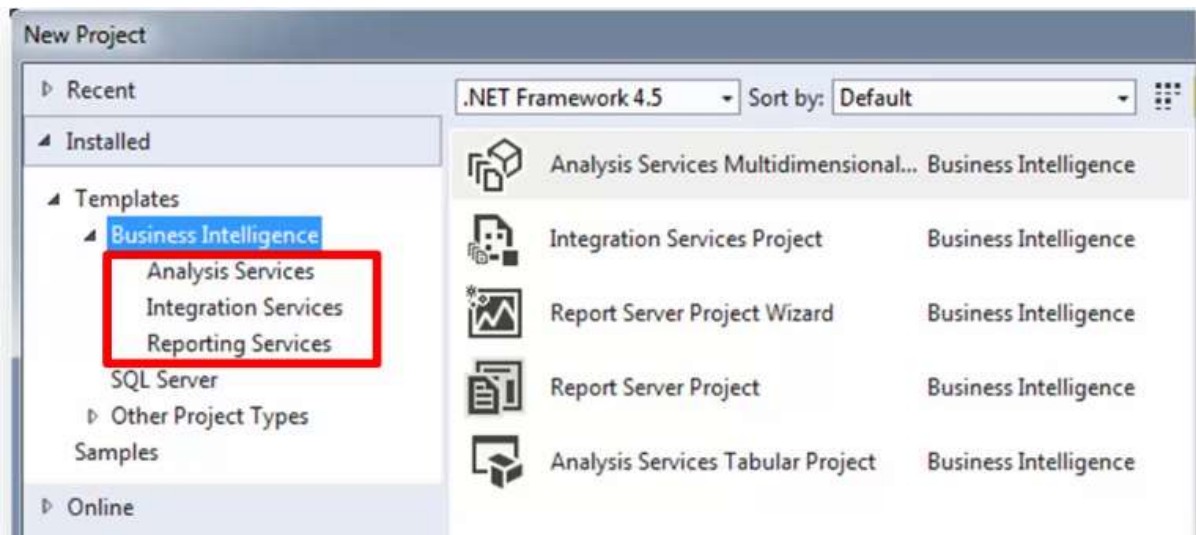 New Project
Recent
Installed
Templates
Business Intelligence
Analysis Services
Integration Services
Reporting Services
SQL Server
Other Project Types
Samples
Online
.NET Framework 4.5 Sort by: Default
Analysis Services Multidimensional... Business Intelligence
Integration Services Project Business Intelligence
Report Server Project Wizard Business Intelligence
Report Server Project Business Intelligence
Analysis Services Tabular Project Business Intelligence